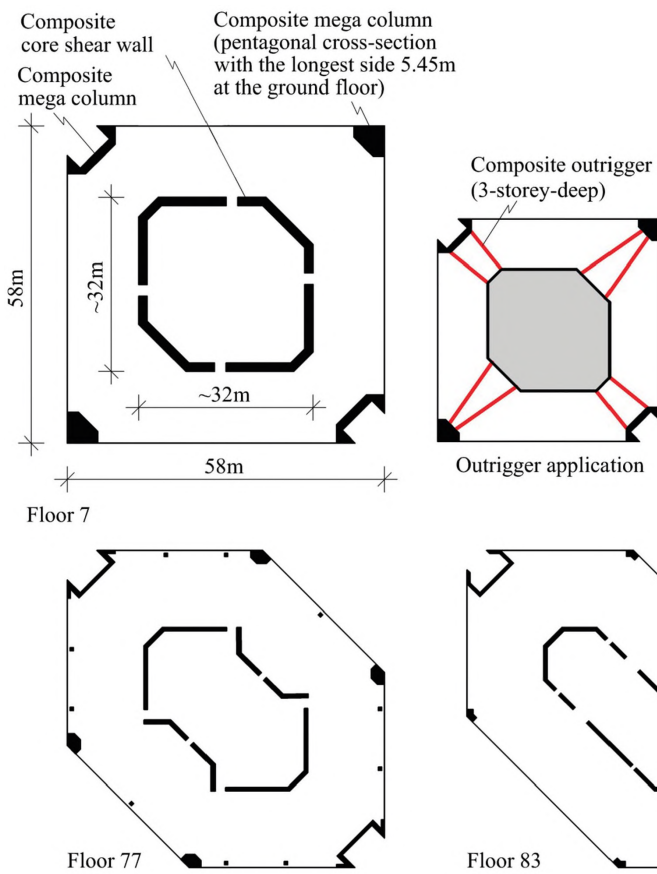 Composite
core shear wall
Composite
mega column
Composite mega column
(pentagonal cross-section
with the longest side 5.45m
at the ground floor)
58m
~32m
~32m
58m
Floor 7
Composite outrigger
(3-storey-deep)
Outrigger application
Floor 77
Floor 83